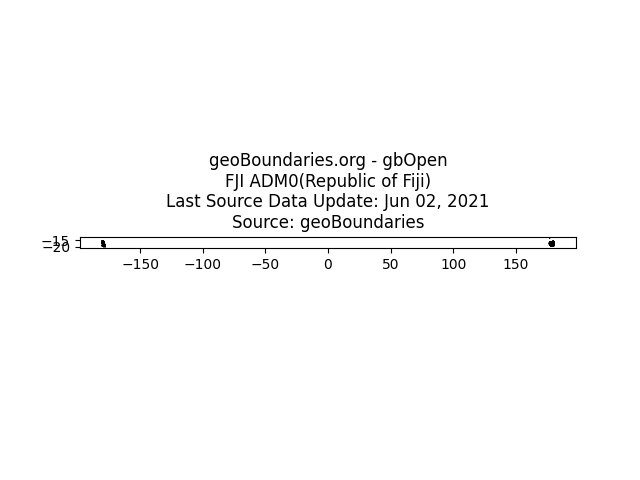 geoBoundaries.org - gbOpen
FJI ADM0(Republic of Fiji)
Last Source Data Update: Jun 02, 2021
Source: geoBoundaries
−15
−20
−150 −100 −50 0 50 100 150